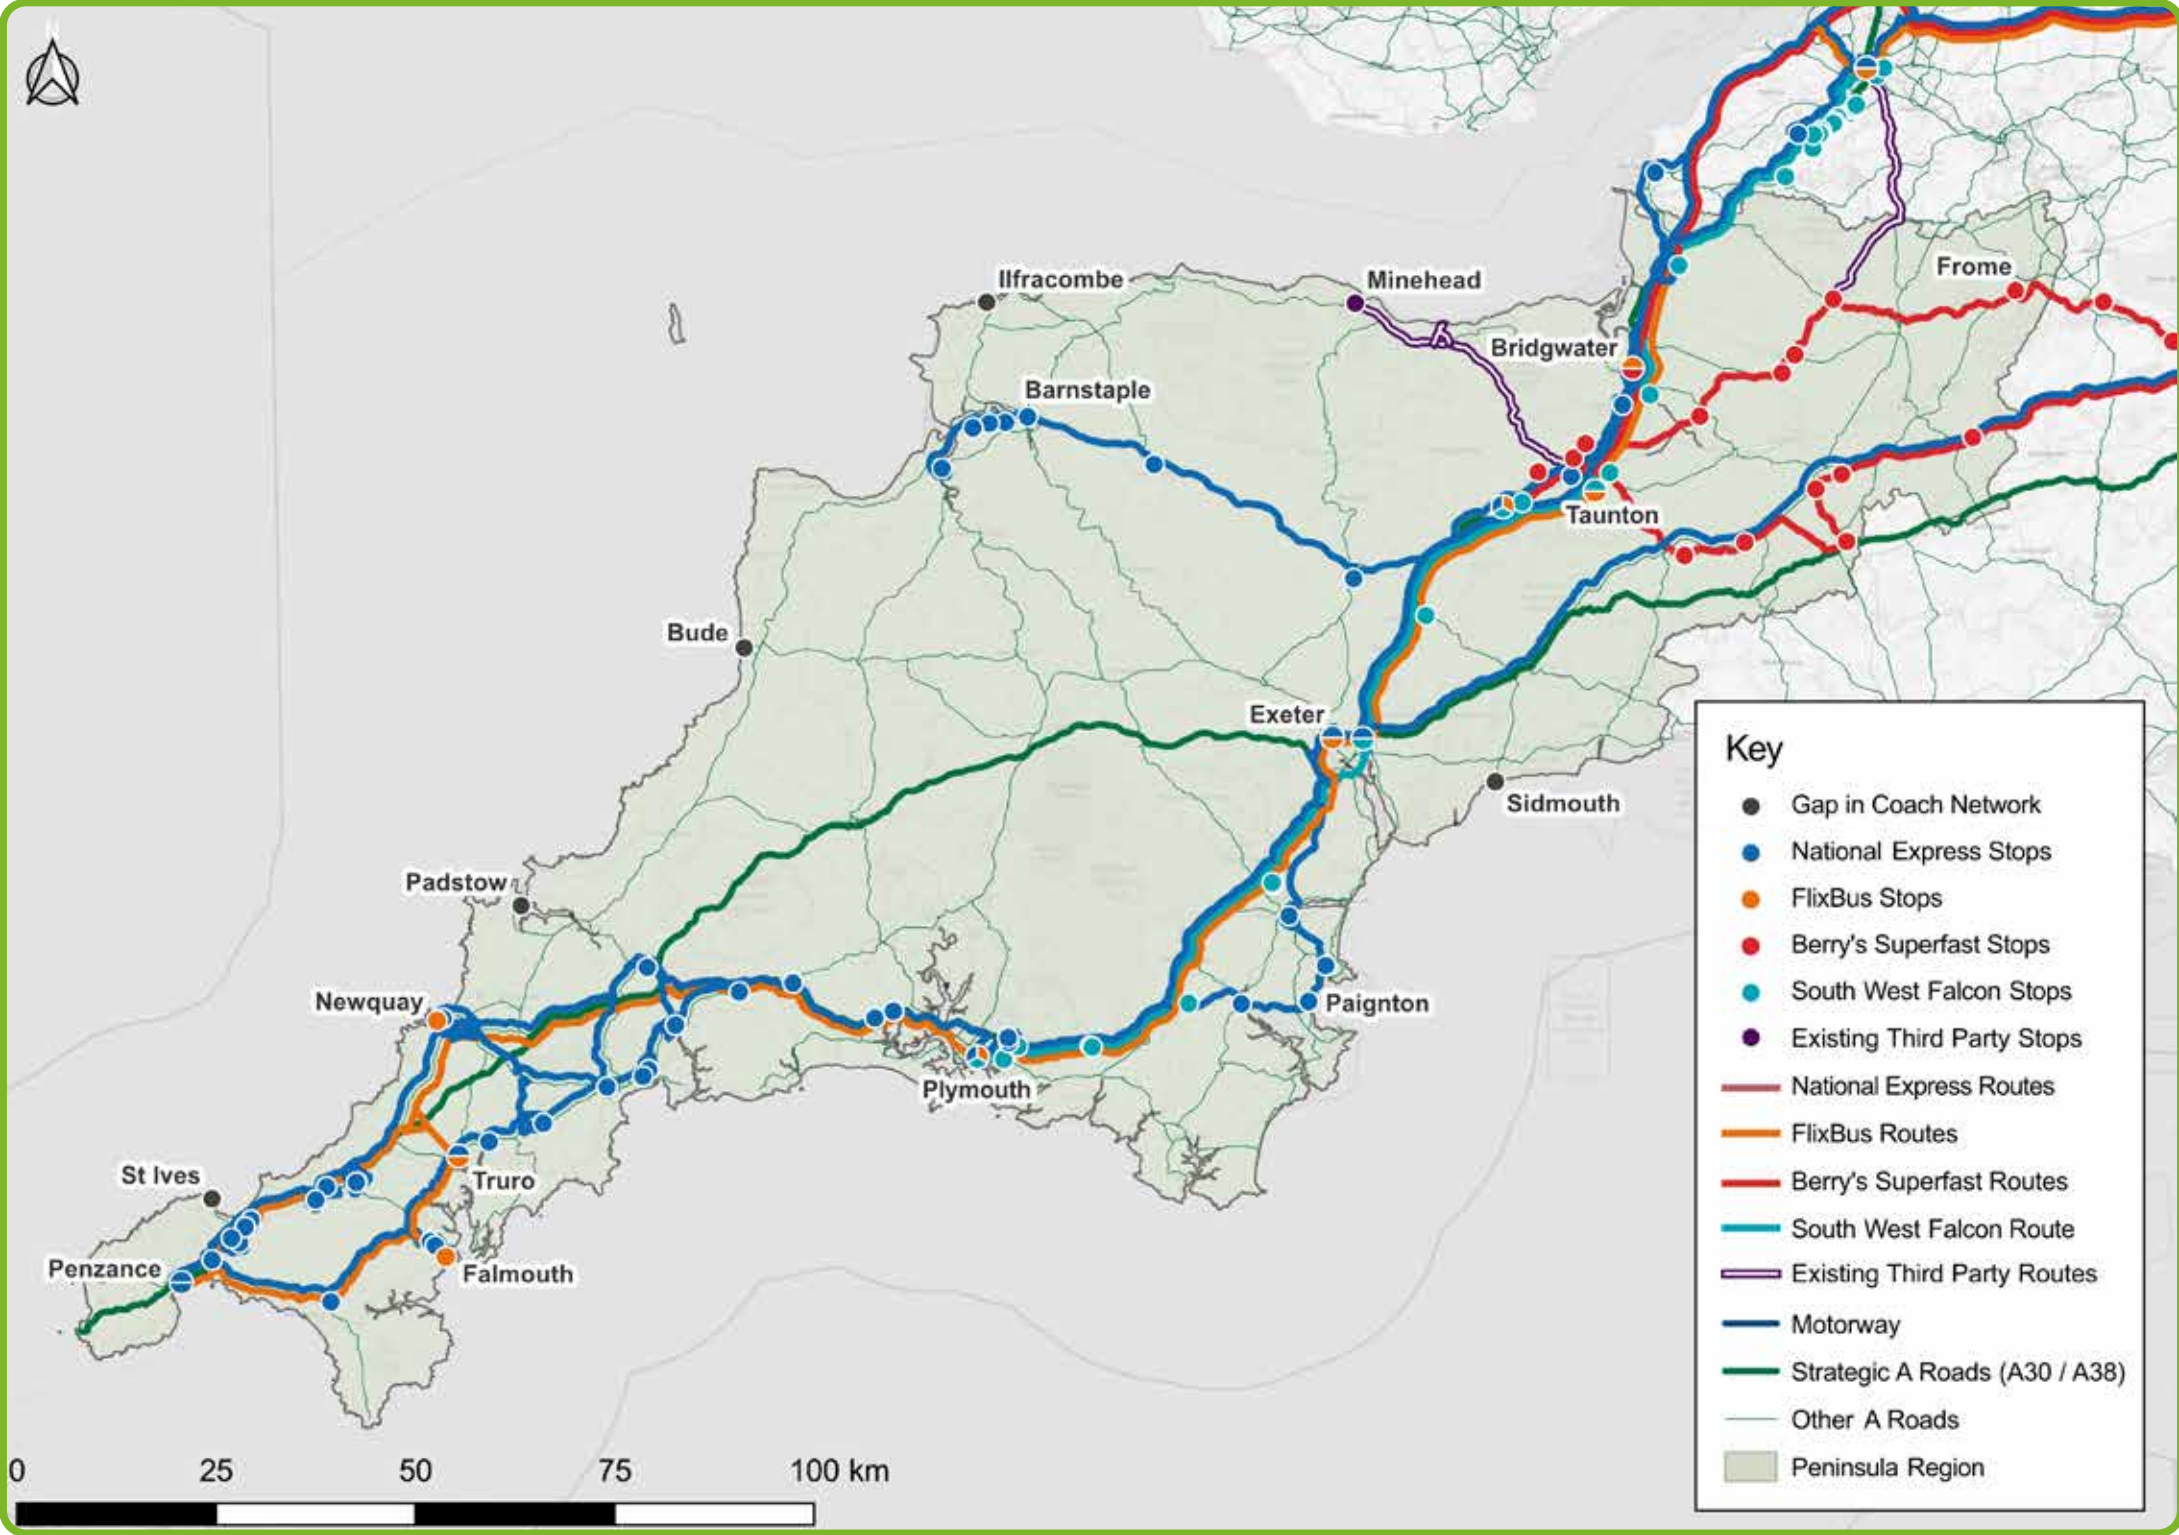 Ilfracombe
Minehead
Frome
Bridgwater
Barnstaple
Taunton
Bude
Exeter
Sidmouth
Padstow
Newquay
Paignton
Plymouth
St Ives
Truro
Penzance
Falmouth
Key
Gap in Coach Network
National Express Stops
FlixBus Stops
Berry's Superfast Stops
South West Falcon Stops
Existing Third Party Stops
National Express Routes
FlixBus Routes
Berry's Superfast Routes
South West Falcon Route
Existing Third Party Routes
Motorway
Strategic A Roads (A30 / A38)
Other A Roads
Peninsula Region
0 25 50 75 100 km